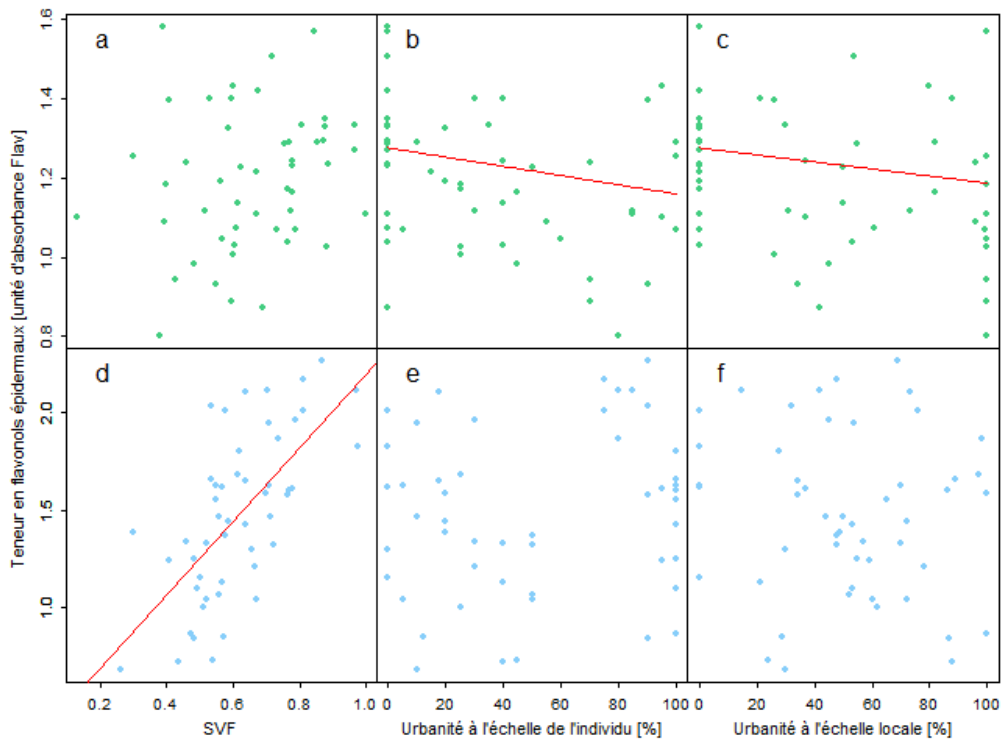 a
b
c
d
e
f
Teneur en flavonols épidermaux [unité d'absorbance Flav]
1.6
1.4
1.2
1.0
0.8
2.0
1.5
1.0
0.2 0.4 0.6 0.8 1.0
0 20 40 60 80 100
0 20 40 60 80 100
SVF
Urbanité à l'échelle de l'individu [%]
Urbanité à l'échelle locale [%]